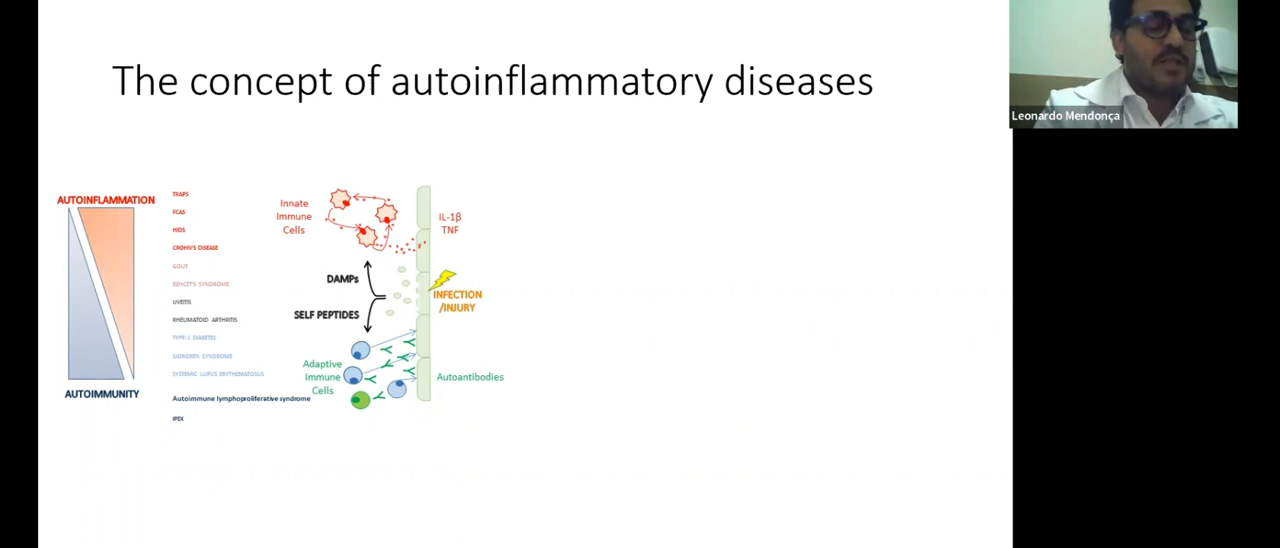 The concept of autoinflammatory diseases
Leonardo Mendonça
AUTOINFLAMMATION
AUTOIMMUNITY
TRAPS
FCAS
HIDS
CROHN'S DISEASE
GOUT
BEHCET'S SYNDROME
UVEITIS
RHEUMATOID ARTHRITIS
TYPE-1 DIABETES
SJORGREN SYNDROME
SYSTEMIC LUPUS ERYTHEMATOSUS
Autoimmune lymphoproliferative syndrome
IPEX
Innate
Immune
Cells
DAMPs
SELF PEPTIDES
Adaptive
Immune
Cells
IL-1β
TNF
INFECTION
/INJURY
Autoantibodies